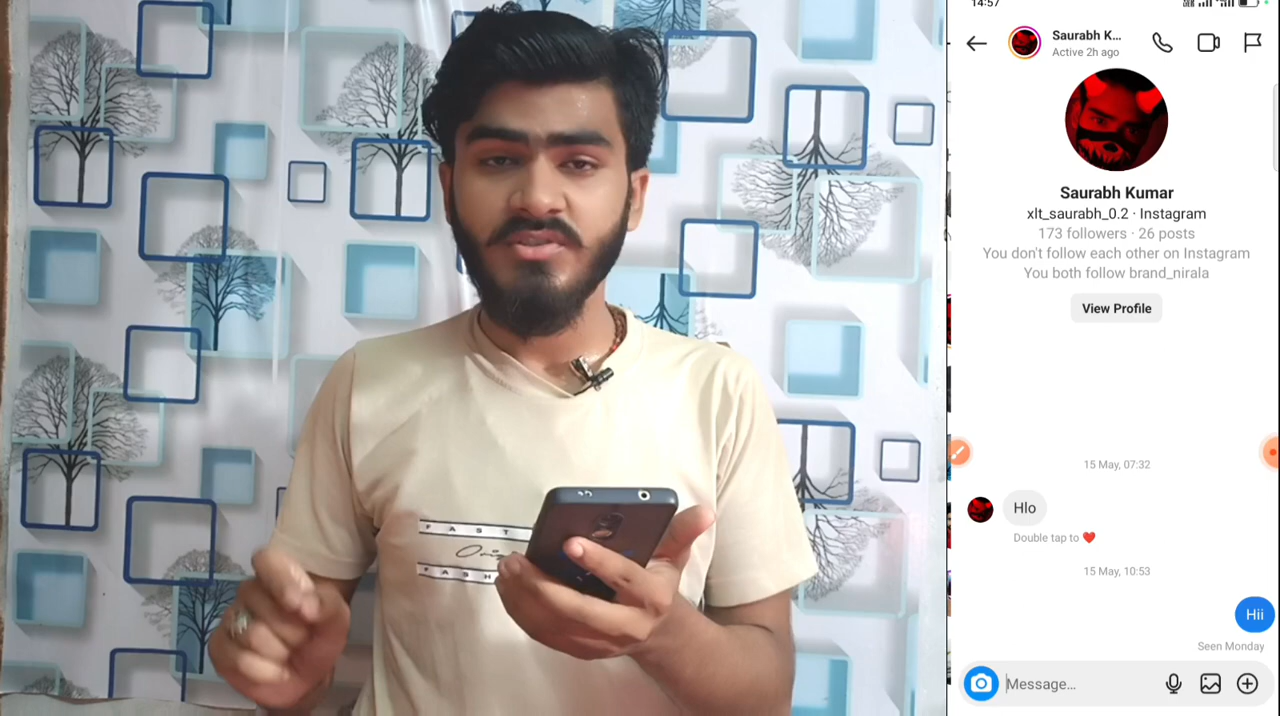 FAST
FASH
14:57
Saurabh K...
Active 2h ago
Saurabh Kumar
xlt_saurabh_0.2 · Instagram
173 followers · 26 posts
You don't follow each other on Instagram
You both follow brand_nirala
View Profile
15 May, 07:32
Hlo
Double tap to ❤️
15 May, 10:53
Hii
Seen Monday
Message...